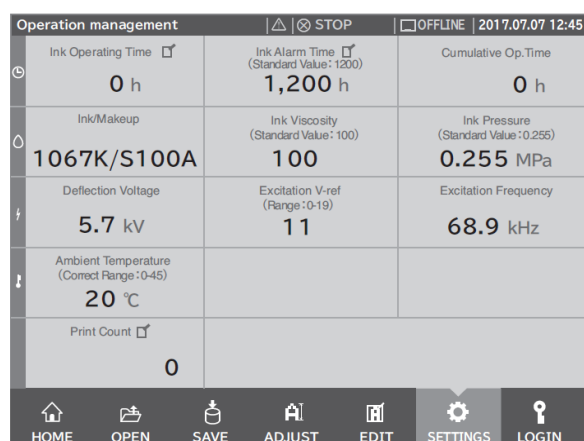 Operation management STOP OFFLINE 2017.07.07 12:45
Ink Operating Time Ink Alarm Time Cumulative Op.Time
(Standard Value:1200)
0 h 1,200 h 0 h
Ink/Makeup Ink Viscosity Ink Pressure
(Standard Value:100) (Standard Value:0.255)
1067K/S100A 100 0.255 MPa
Deflection Voltage Excitation V-ref Excitation Frequency
(Range:0-19)
5.7 kV 11 68.9 kHz
Ambient Temperature
(Correct Range:0-45)
20 ℃
Print Count
0
HOME OPEN SAVE ADJUST EDIT SETTINGS LOGIN